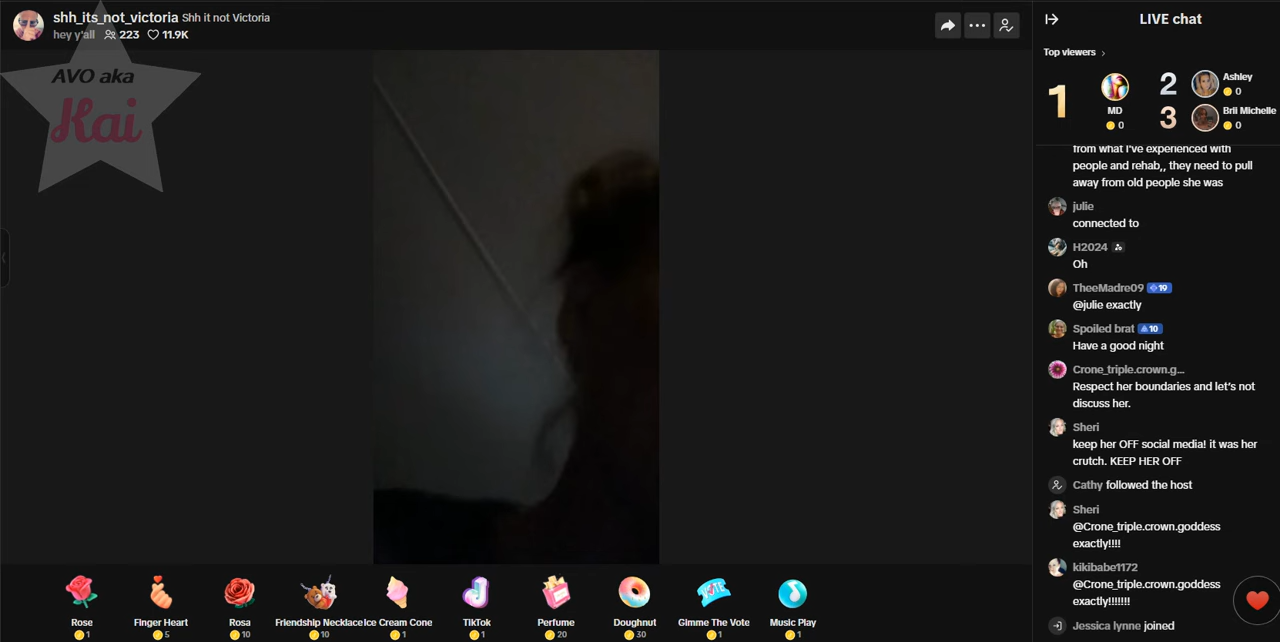 shh_its_not_victoria Shh it not Victoria
hey y'all 223 11.9K
AVO aka
Kai
LIVE chat
Top viewers
1 MD 0
2 Ashley 0
3 Brii Michelle 0
from what I've experienced with
people and rehab,, they need to pull
away from old people she was
julie
connected to
H2024
Oh
TheeMadre09 19
@julie exactly
Spoiled brat 10
Have a good night
Crone_triple.crown.g...
Respect her boundaries and let's not
discuss her.
Sheri
keep her OFF social media! it was her
crutch. KEEP HER OFF
Cathy followed the host
Sheri
@Crone_triple.crown.goddess
exactly!!!!
kikibabe1172
@Crone_triple.crown.goddess
exactly!!!!!!!
Jessica lynne joined
Rose Finger Heart Rosa Friendship Necklace Ice Cream Cone TikTok Perfume Doughnut Gimme The Vote Music Play
1 5 10 10 1 1 20 30 1 1